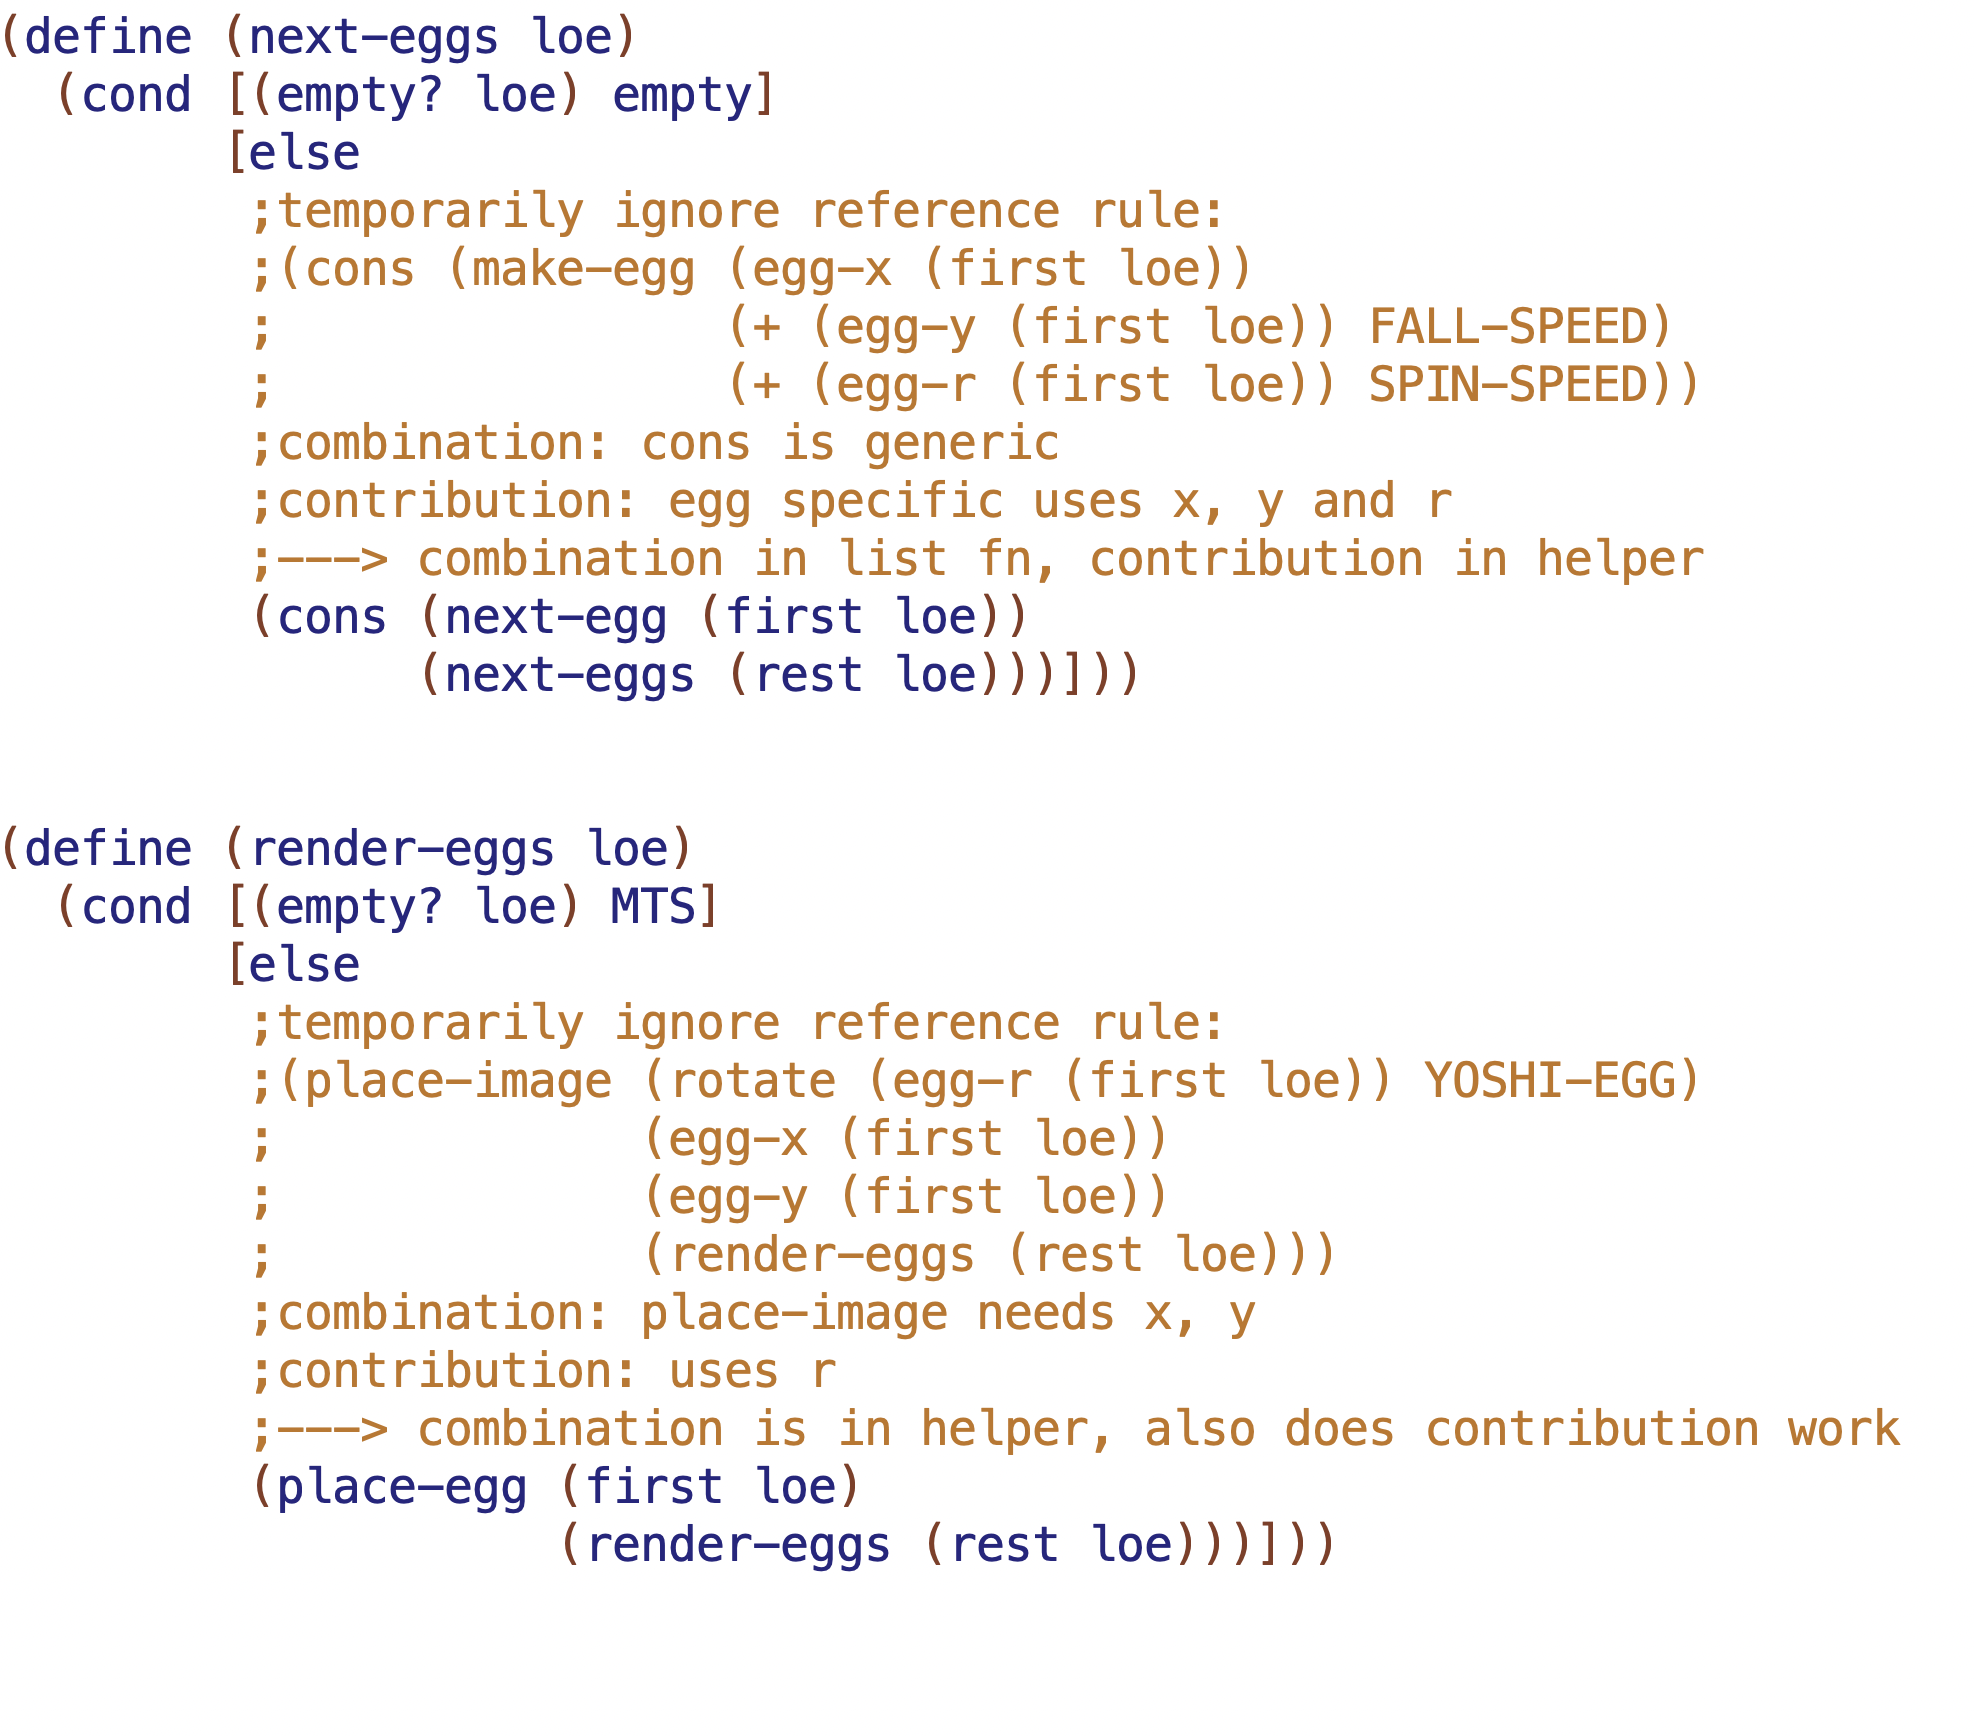 (define (next-eggs loe)
  (cond [(empty? loe) empty]
        [else
         ;temporarily ignore reference rule:
         ;(cons (make-egg (egg-x (first loe))
         ;                (+ (egg-y (first loe)) FALL-SPEED)
         ;                (+ (egg-r (first loe)) SPIN-SPEED))
         ;combination: cons is generic
         ;contribution: egg specific uses x, y and r
         ;---> combination in list fn, contribution in helper
         (cons (next-egg (first loe))
               (next-eggs (rest loe)))]))
(define (render-eggs loe)
  (cond [(empty? loe) MTS]
        [else
         ;temporarily ignore reference rule:
         ;(place-image (rotate (egg-r (first loe)) YOSHI-EGG)
         ;             (egg-x (first loe))
         ;             (egg-y (first loe))
         ;             (render-eggs (rest loe)))
         ;combination: place-image needs x, y
         ;contribution: uses r
         ;---> combination is in helper, also does contribution work
         (place-egg (first loe)
                    (render-eggs (rest loe)))]))